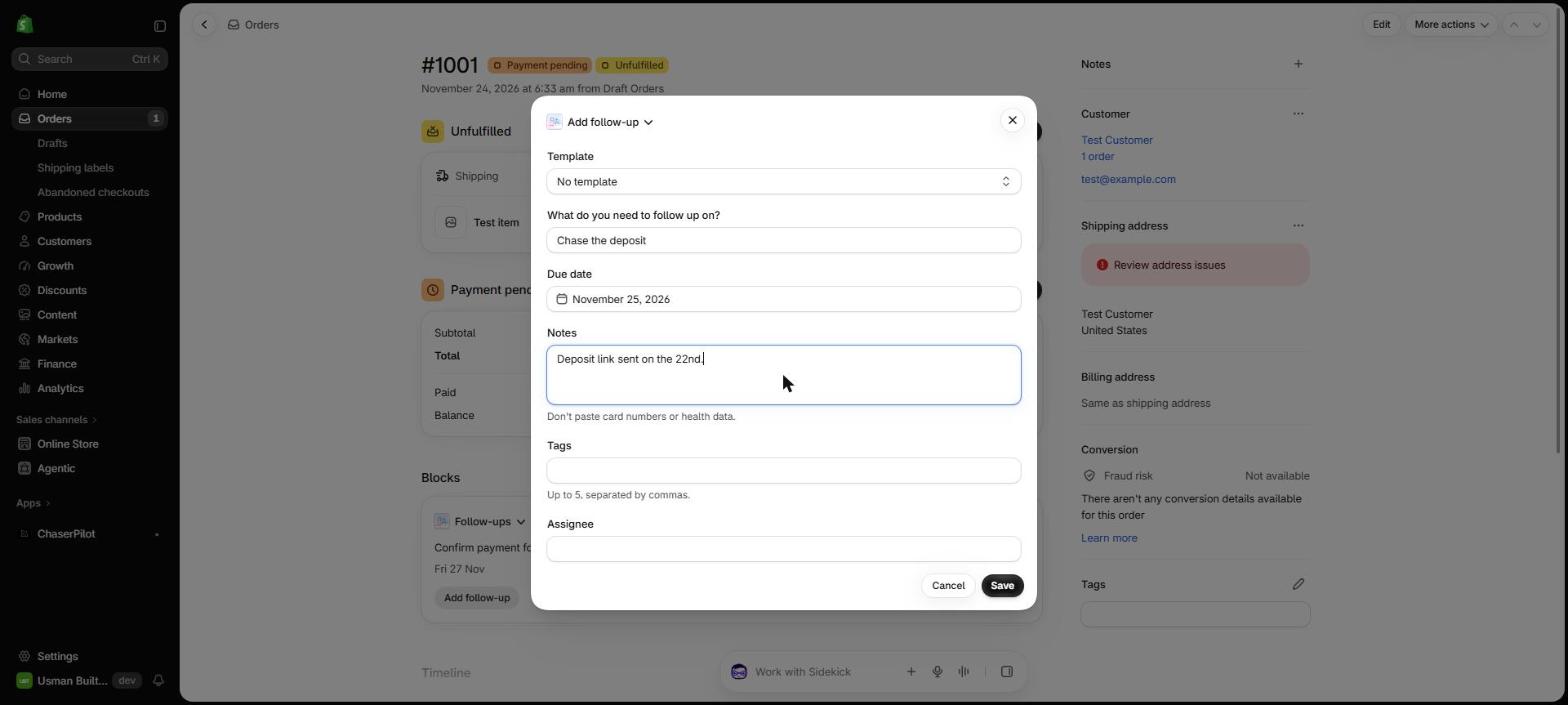 Search Ctrl K
Home
Orders 1
Drafts
Shipping labels
Abandoned checkouts
Products
Customers
Growth
Discounts
Content
Markets
Finance
Analytics
Sales channels
Online Store
Agentic
Apps
ChaserPilot
Settings
Usman Built... dev
Orders
Edit
More actions
#1001 Payment pending Unfulfilled
November 24, 2026 at 6:33 am from Draft Orders
Unfulfilled
Shipping
Test item
Payment pend
Subtotal
Total
Paid
Balance
Blocks
Follow-ups
Confirm payment fo
Fri 27 Nov
Add follow-up
Timeline
Add follow-up
Template
No template
What do you need to follow up on?
Chase the deposit
Due date
November 25, 2026
Notes
Deposit link sent on the 22nd.
Don't paste card numbers or health data.
Tags
Up to 5, separated by commas.
Assignee
Cancel
Save
Work with Sidekick
Notes
Customer
Test Customer
1 order
test@example.com
Shipping address
Review address issues
Test Customer
United States
Billing address
Same as shipping address
Conversion
Fraud risk Not available
There aren't any conversion details available
for this order
Learn more
Tags